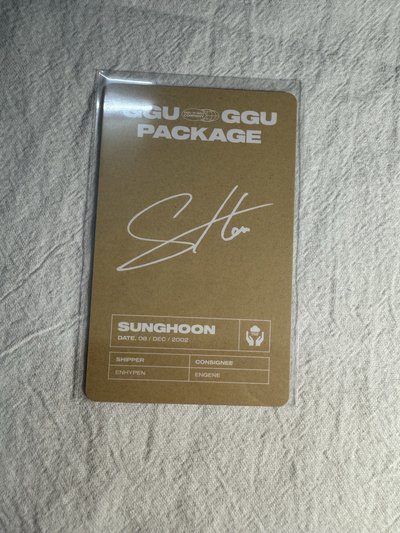 GGU GGU
PACKAGE
SUNGHOON
DATE. 08 / DEC / 2002
SHIPPER CONSIGNEE
ENHYPEN ENGENE